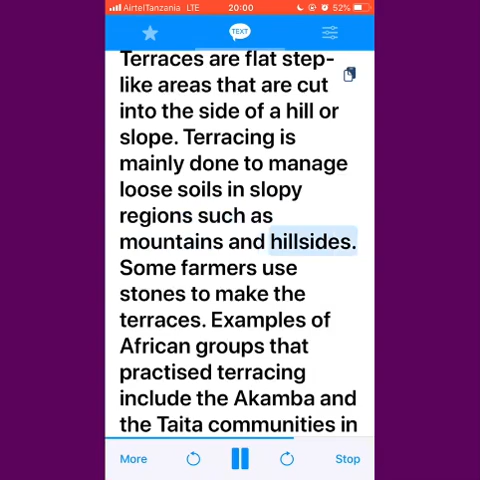 AirtelTanzania LTE 20:00 52%
TEXT
Terraces are flat step-
like areas that are cut
into the side of a hill or
slope. Terracing is
mainly done to manage
loose soils in slopy
regions such as
mountains and hillsides.
Some farmers use
stones to make the
terraces. Examples of
African groups that
practised terracing
include the Akamba and
the Taita communities in
More Stop